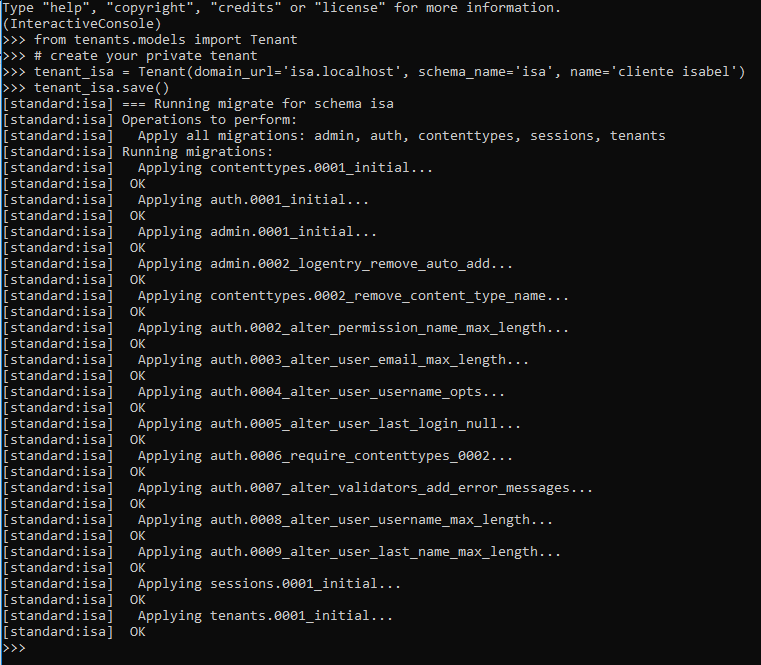 Type "help", "copyright", "credits" or "license" for more information.
(InteractiveConsole)
>>> from tenants.models import Tenant
>>> # create your private tenant
>>> tenant_isa = Tenant(domain_url='isa.localhost', schema_name='isa', name='cliente isabel')
>>> tenant_isa.save()
[standard:isa] === Running migrate for schema isa
[standard:isa] Operations to perform:
[standard:isa]   Apply all migrations: admin, auth, contenttypes, sessions, tenants
[standard:isa] Running migrations:
[standard:isa]   Applying contenttypes.0001_initial...
[standard:isa]  OK
[standard:isa]   Applying auth.0001_initial...
[standard:isa]  OK
[standard:isa]   Applying admin.0001_initial...
[standard:isa]  OK
[standard:isa]   Applying admin.0002_logentry_remove_auto_add...
[standard:isa]  OK
[standard:isa]   Applying contenttypes.0002_remove_content_type_name...
[standard:isa]  OK
[standard:isa]   Applying auth.0002_alter_permission_name_max_length...
[standard:isa]  OK
[standard:isa]   Applying auth.0003_alter_user_email_max_length...
[standard:isa]  OK
[standard:isa]   Applying auth.0004_alter_user_username_opts...
[standard:isa]  OK
[standard:isa]   Applying auth.0005_alter_user_last_login_null...
[standard:isa]  OK
[standard:isa]   Applying auth.0006_require_contenttypes_0002...
[standard:isa]  OK
[standard:isa]   Applying auth.0007_alter_validators_add_error_messages...
[standard:isa]  OK
[standard:isa]   Applying auth.0008_alter_user_username_max_length...
[standard:isa]  OK
[standard:isa]   Applying auth.0009_alter_user_last_name_max_length...
[standard:isa]  OK
[standard:isa]   Applying sessions.0001_initial...
[standard:isa]  OK
[standard:isa]   Applying tenants.0001_initial...
[standard:isa]  OK
>>>